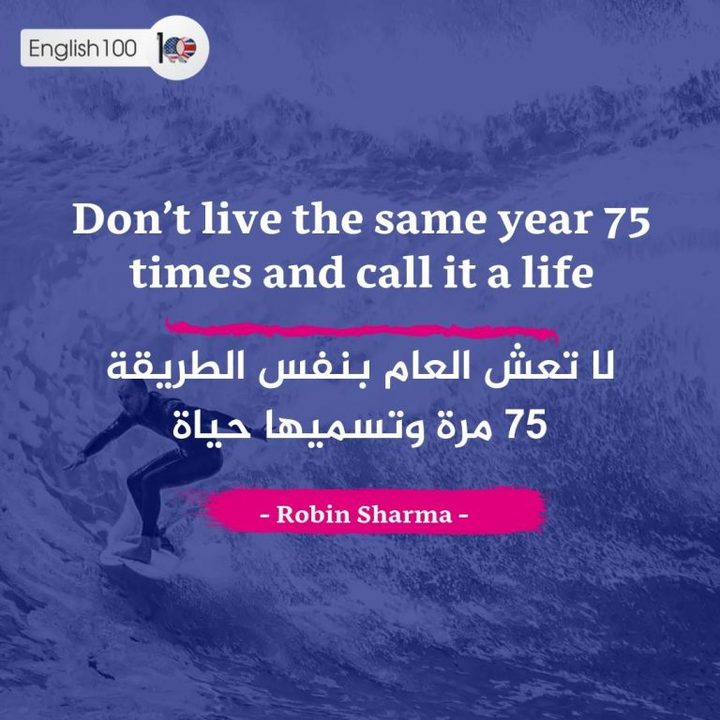 English100
Don’t live the same year 75
times and call it a life
لا تعش العام بنفس الطريقة
75 مرة وتسميها حياة
- Robin Sharma -